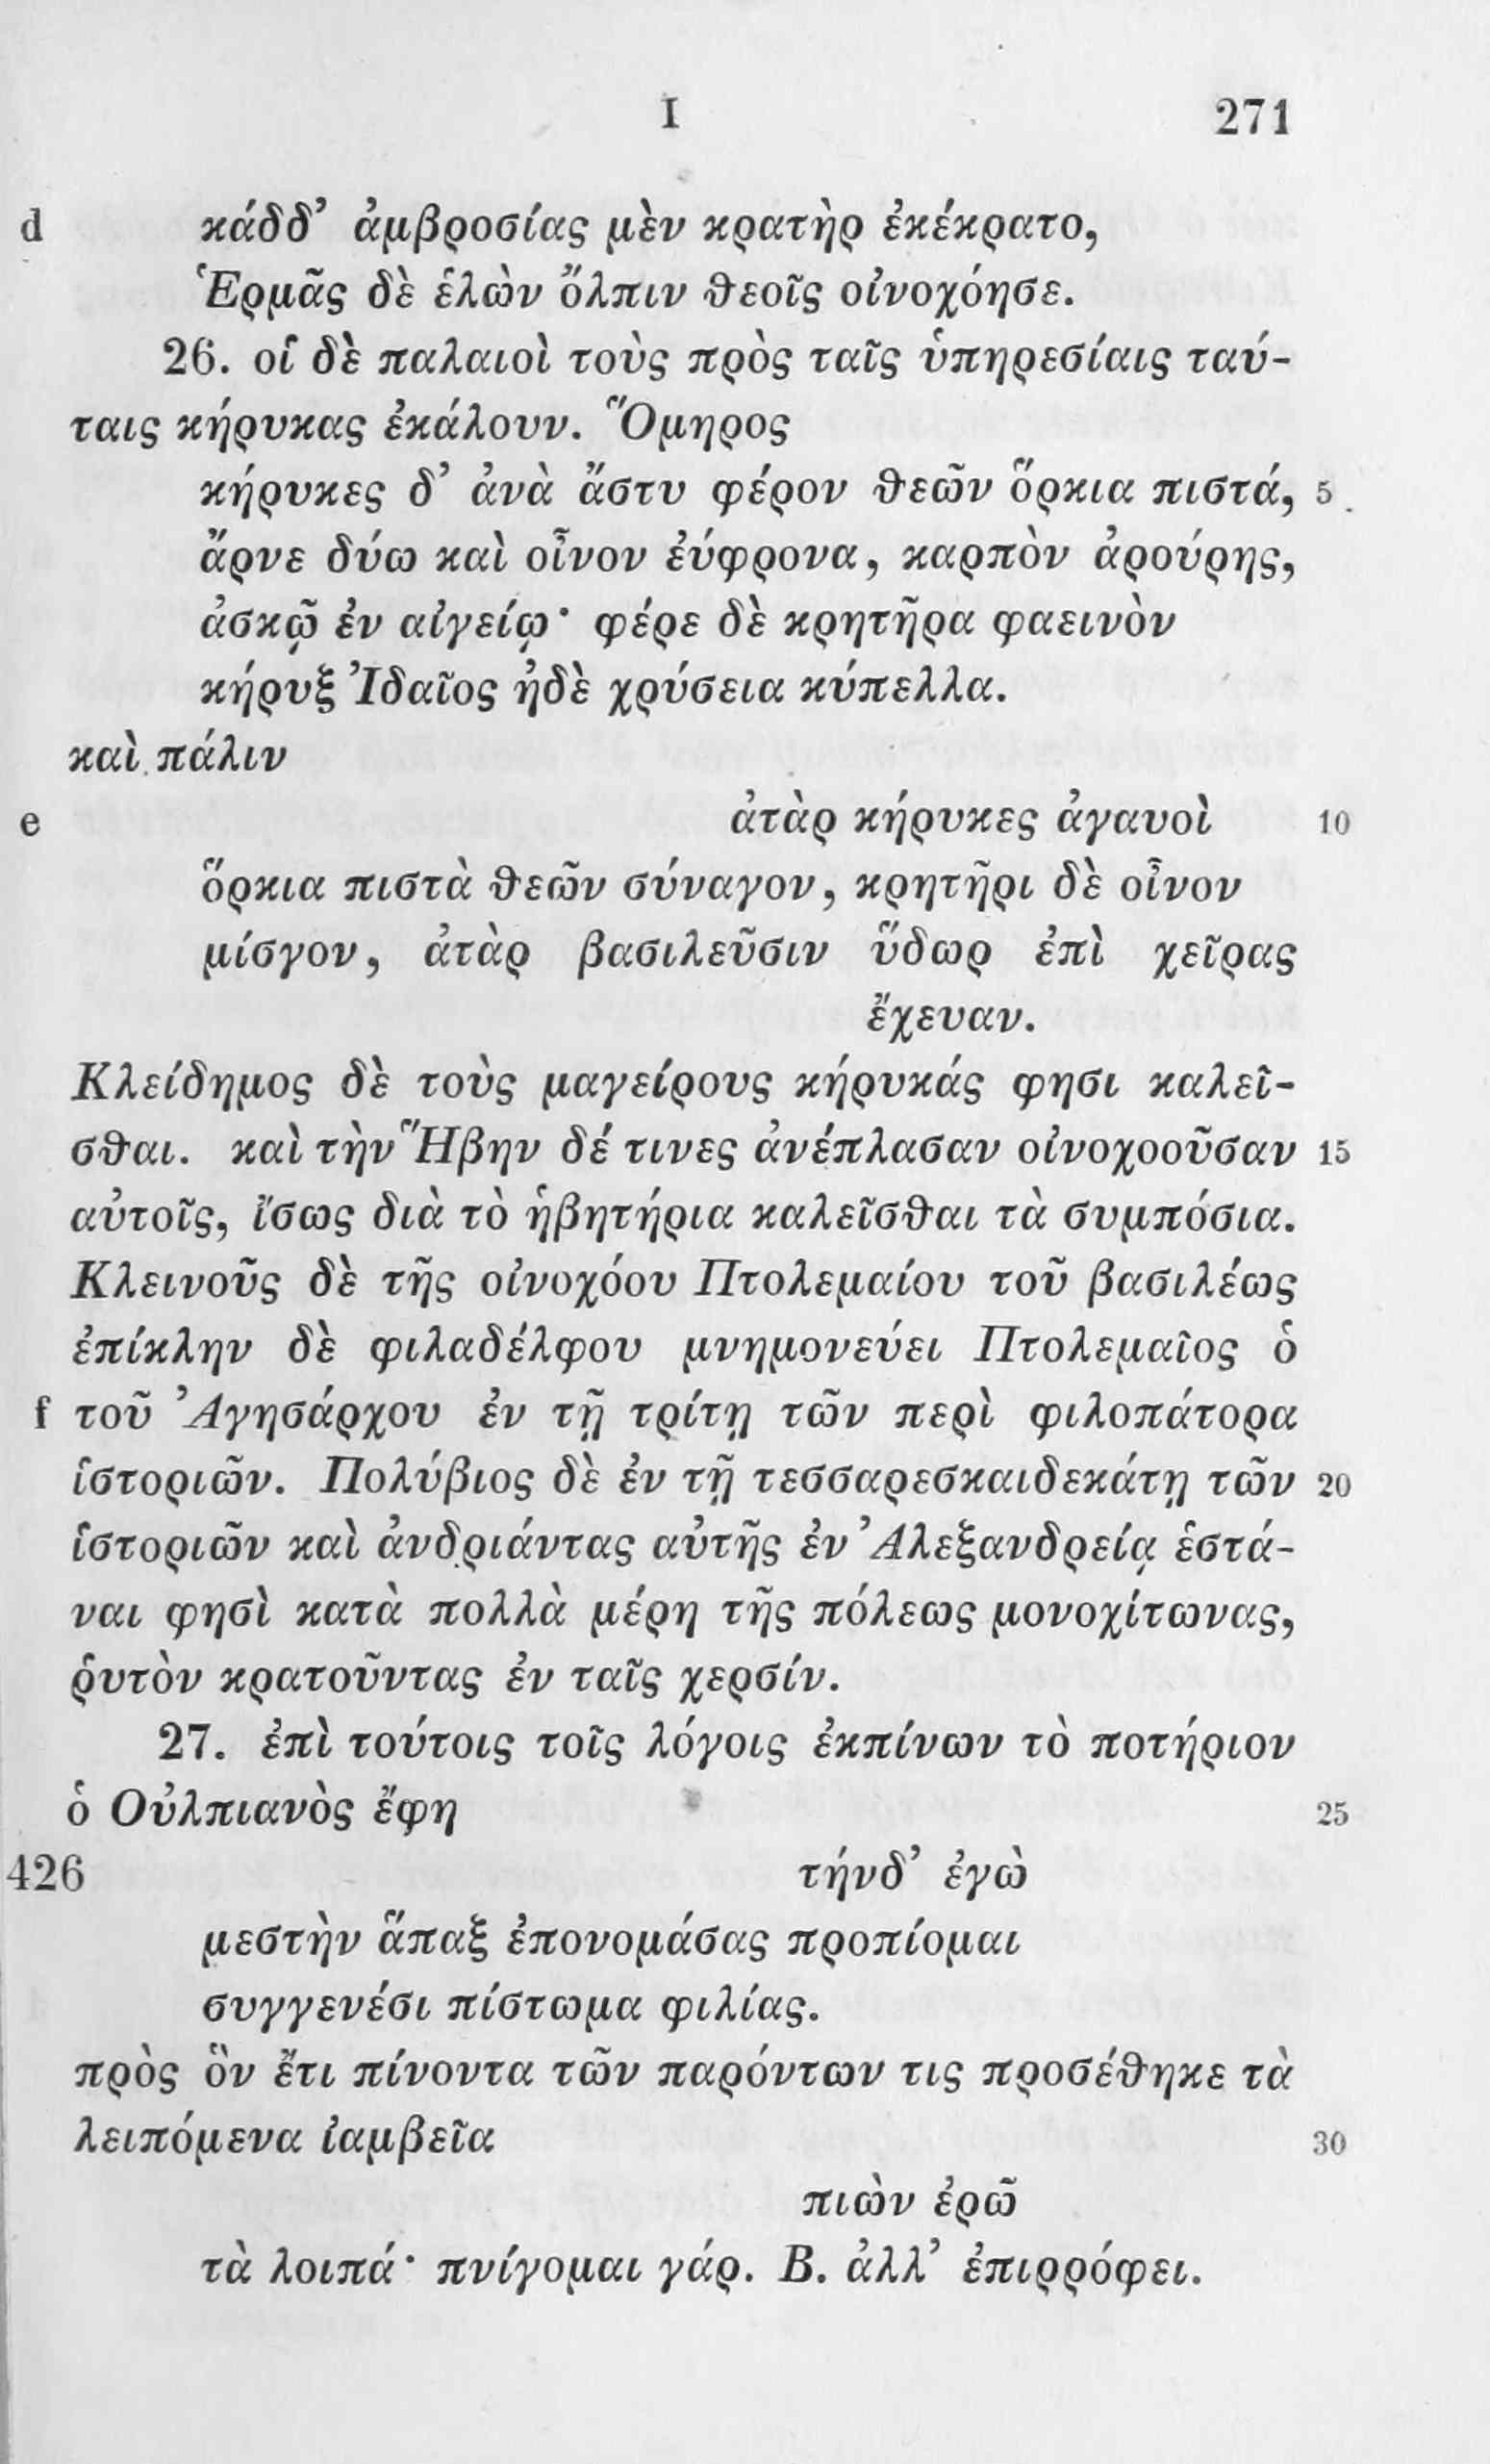 I 271
d κάδδ’ ἀμβροσίας μὲν κρατὴρ ἐκέκρατο,
Ἑρμᾶς δὲ ἑλὼν ὄλπιν θεοῖς οἰνοχόησε.
26. οἱ δὲ παλαιοὶ τοὺς πρὸς ταῖς ὑπηρεσίαις ταύ-
ταις κήρυκας ἐκάλουν. Ὅμηρος
κήρυκες δ’ ἀνὰ ἄστυ φέρον θεῶν ὅρκια πιστά, 5
ἄρνε δύω καὶ οἶνον ἐύφρονα, καρπὸν ἀρούρης,
ἀσκῷ ἐν αἰγείῳ· φέρε δὲ κρητῆρα φαεινὸν
κήρυξ Ἰδαῖος ἠδὲ χρύσεια κύπελλα.
καὶ πάλιν
e ἀτὰρ κήρυκες ἀγαυοὶ 10
ὅρκια πιστὰ θεῶν σύναγον, κρητῆρι δὲ οἶνον
μίσγον, ἀτὰρ βασιλεῦσιν ὕδωρ ἐπὶ χεῖρας
ἔχευαν.
Κλείδημος δὲ τοὺς μαγείρους κήρυκάς φησι καλεῖ-
σθαι. καὶ τὴν Ἥβην δέ τινες ἀνέπλασαν οἰνοχοοῦσαν 15
αὐτοῖς, ἴσως διὰ τὸ ἡβητήρια καλεῖσθαι τὰ συμπόσια.
Κλεινοῦς δὲ τῆς οἰνοχόου Πτολεμαίου τοῦ βασιλέως
ἐπίκλην δὲ φιλαδέλφου μνημονεύει Πτολεμαῖος ὁ
f τοῦ Ἀγησάρχου ἐν τῇ τρίτῃ τῶν περὶ φιλοπάτορα
ἱστοριῶν. Πολύβιος δὲ ἐν τῇ τεσσαρεσκαιδεκάτῃ τῶν 20
ἱστοριῶν καὶ ἀνδριάντας αὐτῆς ἐν Ἀλεξανδρείᾳ ἑστά-
ναι φησὶ κατὰ πολλὰ μέρη τῆς πόλεως μονοχίτωνας,
ῥυτὸν κρατοῦντας ἐν ταῖς χερσίν.
27. ἐπὶ τούτοις τοῖς λόγοις ἐκπίνων τὸ ποτήριον
ὁ Οὐλπιανὸς ἔφη 25
426 τήνδ’ ἐγὼ
μεστὴν ἅπαξ ἐπονομάσας προπίομαι
συγγενέσι πίστωμα φιλίας.
πρὸς ὃν ἔτι πίνοντα τῶν παρόντων τις προσέθηκε τὰ
λειπόμενα ἰαμβεῖα 30
πιὼν ἐρῶ
τὰ λοιπά· πνίγομαι γάρ. Β. ἀλλ’ ἐπιρρόφει.